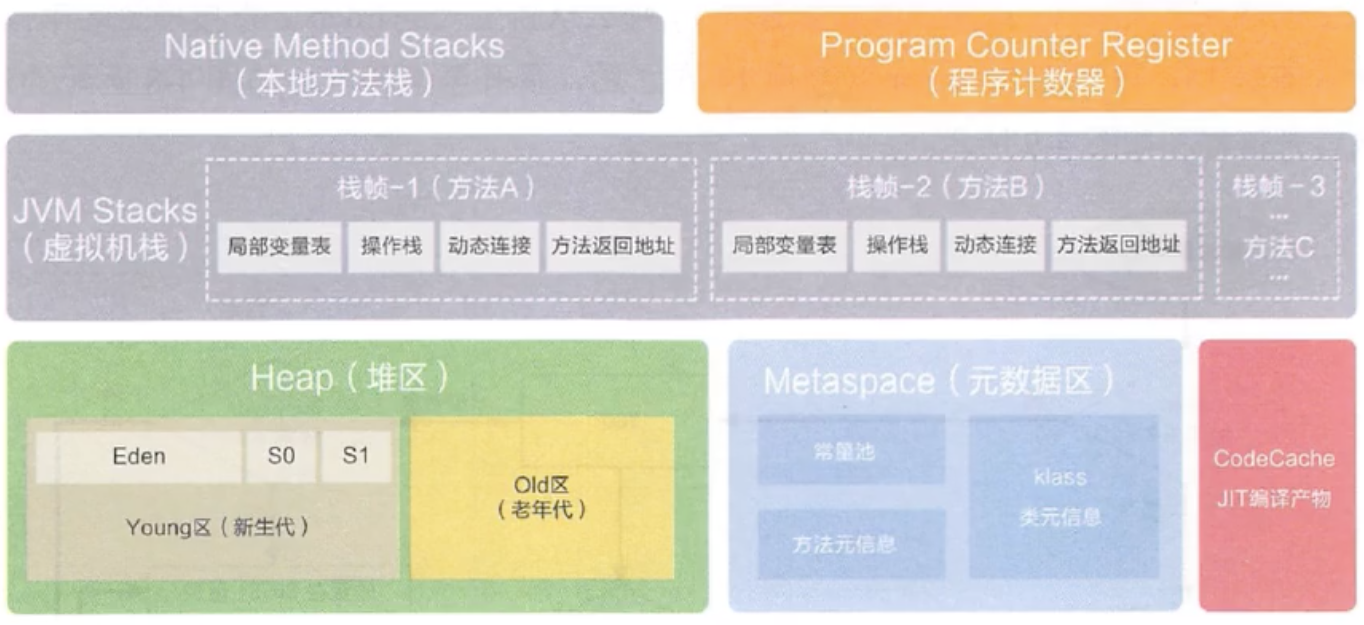 Native Method Stacks
（本地方法栈）
Program Counter Register
（程序计数器）
JVM Stacks
（虚拟机栈）
栈帧-1（方法A）
局部变量表
操作栈
动态连接
方法返回地址
栈帧-2（方法B）
局部变量表
操作栈
动态连接
方法返回地址
栈帧-3
...
方法C
...
Heap（堆区）
Eden
S0
S1
Young区（新生代）
Old区
（老年代）
Metaspace（元数据区）
常量池
方法元信息
klass
类元信息
CodeCache
JIT编译产物